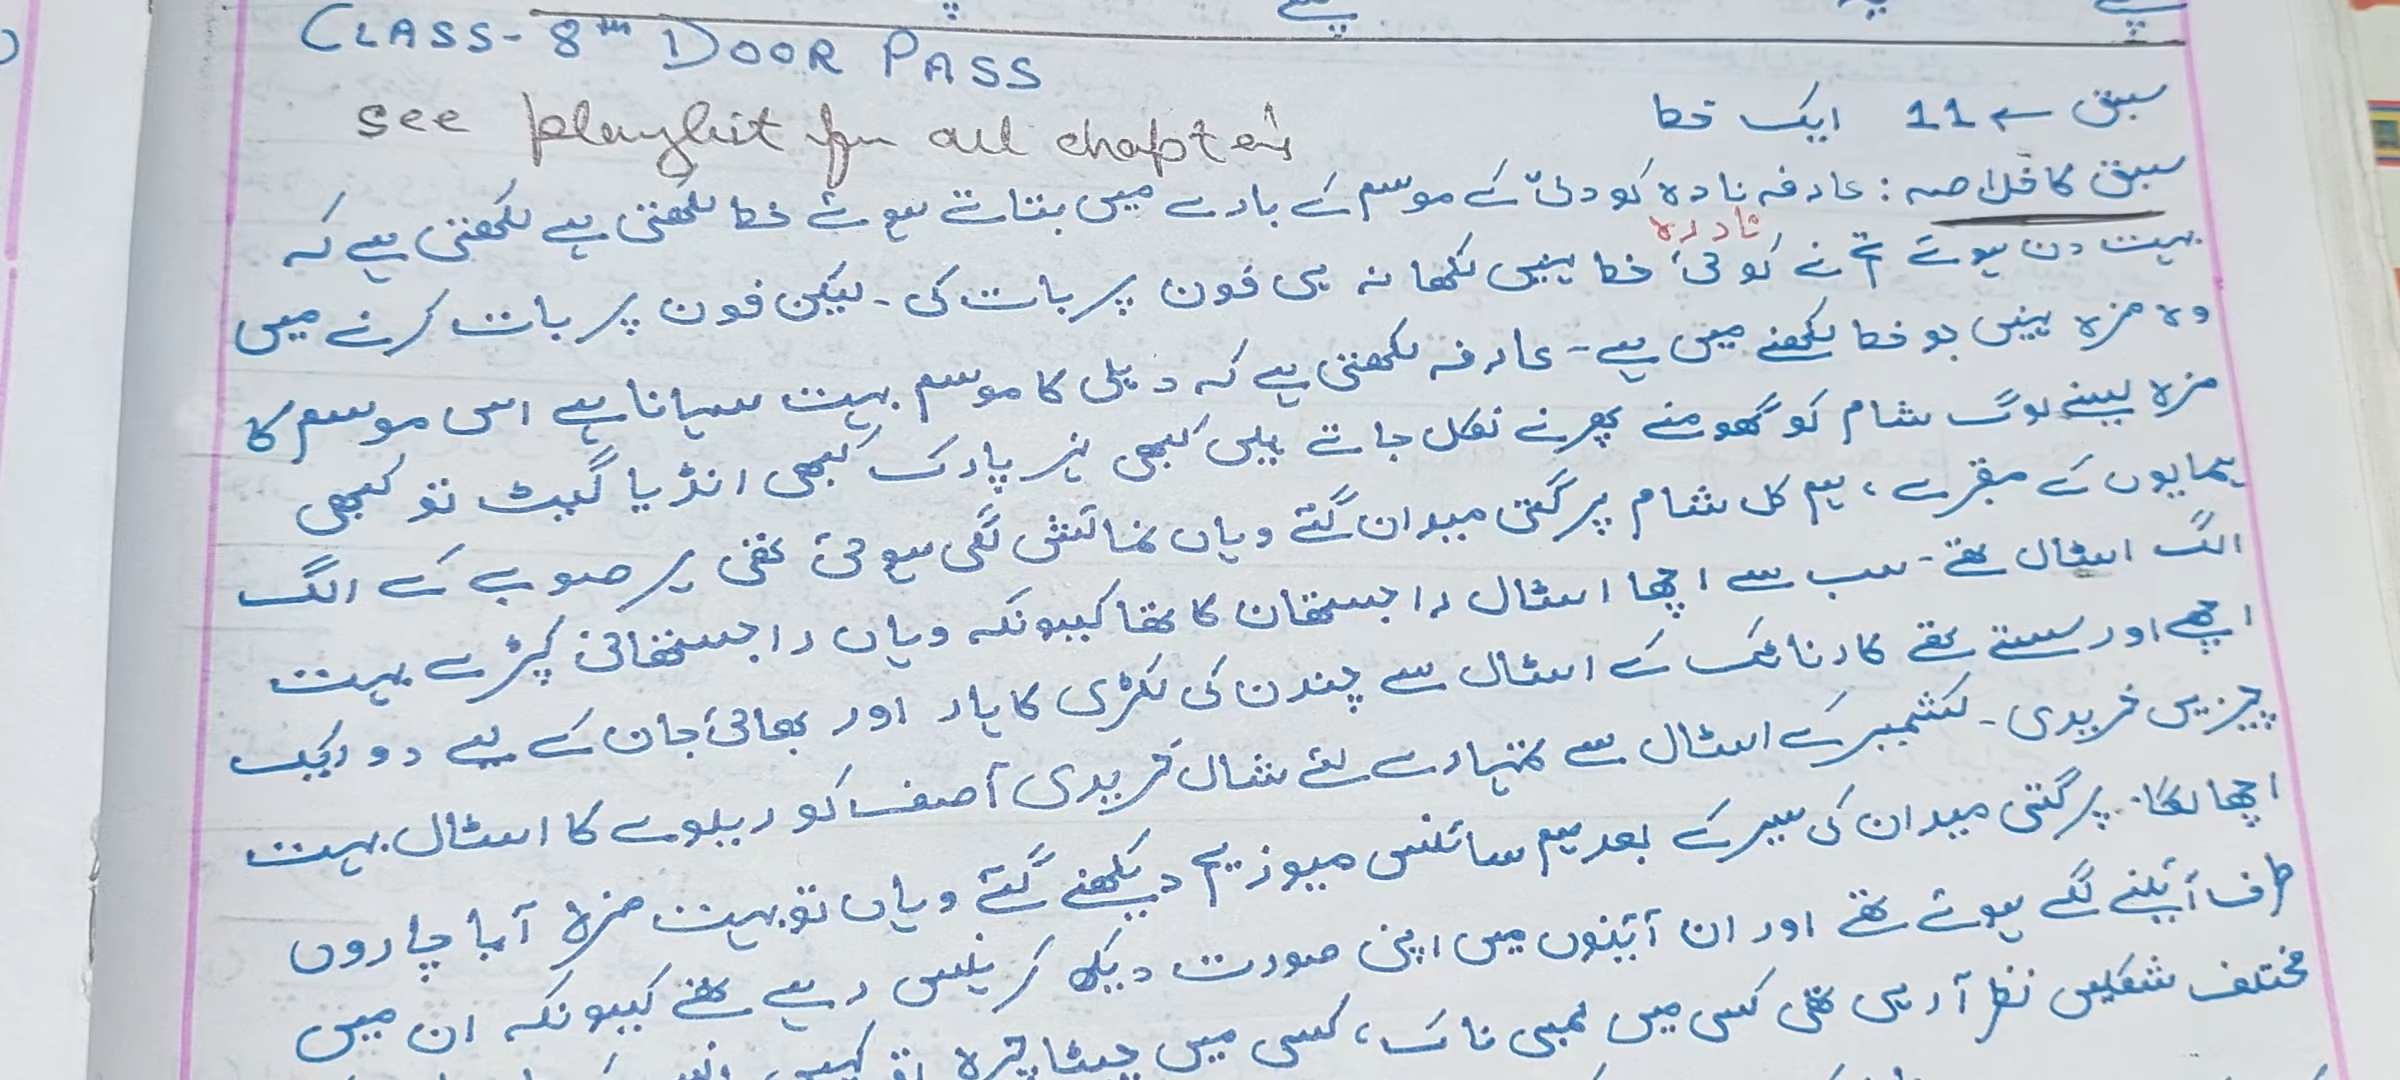 CLASS-8th DOOR PASS
see playlist for all chapters
سبق → 11 ایک خط
سبق کا خلاصہ : عارفہ نادرہ کو دلّی کے موسم کے بارے میں بتاتے ہوئے خط لکھتی ہے لکھتی ہے کہ
نادرہ
بہت دن ہوئے تم نے کوئی خط نہیں لکھا نہ ہی فون پر بات کی۔ لیکن فون پر بات کرنے میں
وہ مزہ نہیں جو خط لکھنے میں ہے۔ عارفہ لکھتی ہے کہ دہلی کا موسم بہت سہانا ہے اس موسم کا
مزہ لینے لوگ شام کو گھومنے پھرنے نکل جاتے ہیں کبھی نہر پارک کبھی انڈیا گیٹ تو کبھی
ہمایوں کے مقبرے، ہم کل شام پرگتی میدان گئے وہاں نمائش لگی ہوئی تھی ہر صوبے کے الگ
الگ اسٹال تھے۔ سب سے اچھا اسٹال راجستھان کا تھا کیونکہ وہاں راجستھانی کپڑے بہت
اچھے اور سستے تھے کارناٹک کے اسٹال سے چندن کی لکڑی کا ہار اور بھائی جان کے لیے دو ایک
چیزیں خریدی۔ کشمیر کے اسٹال سے تمہارے لئے شال خریدی آصف کو ریلوے کا اسٹال بہت
اچھا لگا۔ پرگتی میدان کی سیر کے بعد ہم سائنس میوزیم دیکھنے گئے وہاں تو بہت مزہ آیا چاروں
طرف آئینے لگے ہوئے تھے اور ان آئینوں میں اپنی صورت دیکھ کر ہنس رہے تھے کیونکہ ان میں
مختلف شکلیں نظر آ رہی تھی کسی میں لمبی ناک، کسی میں چپٹا چہرہ